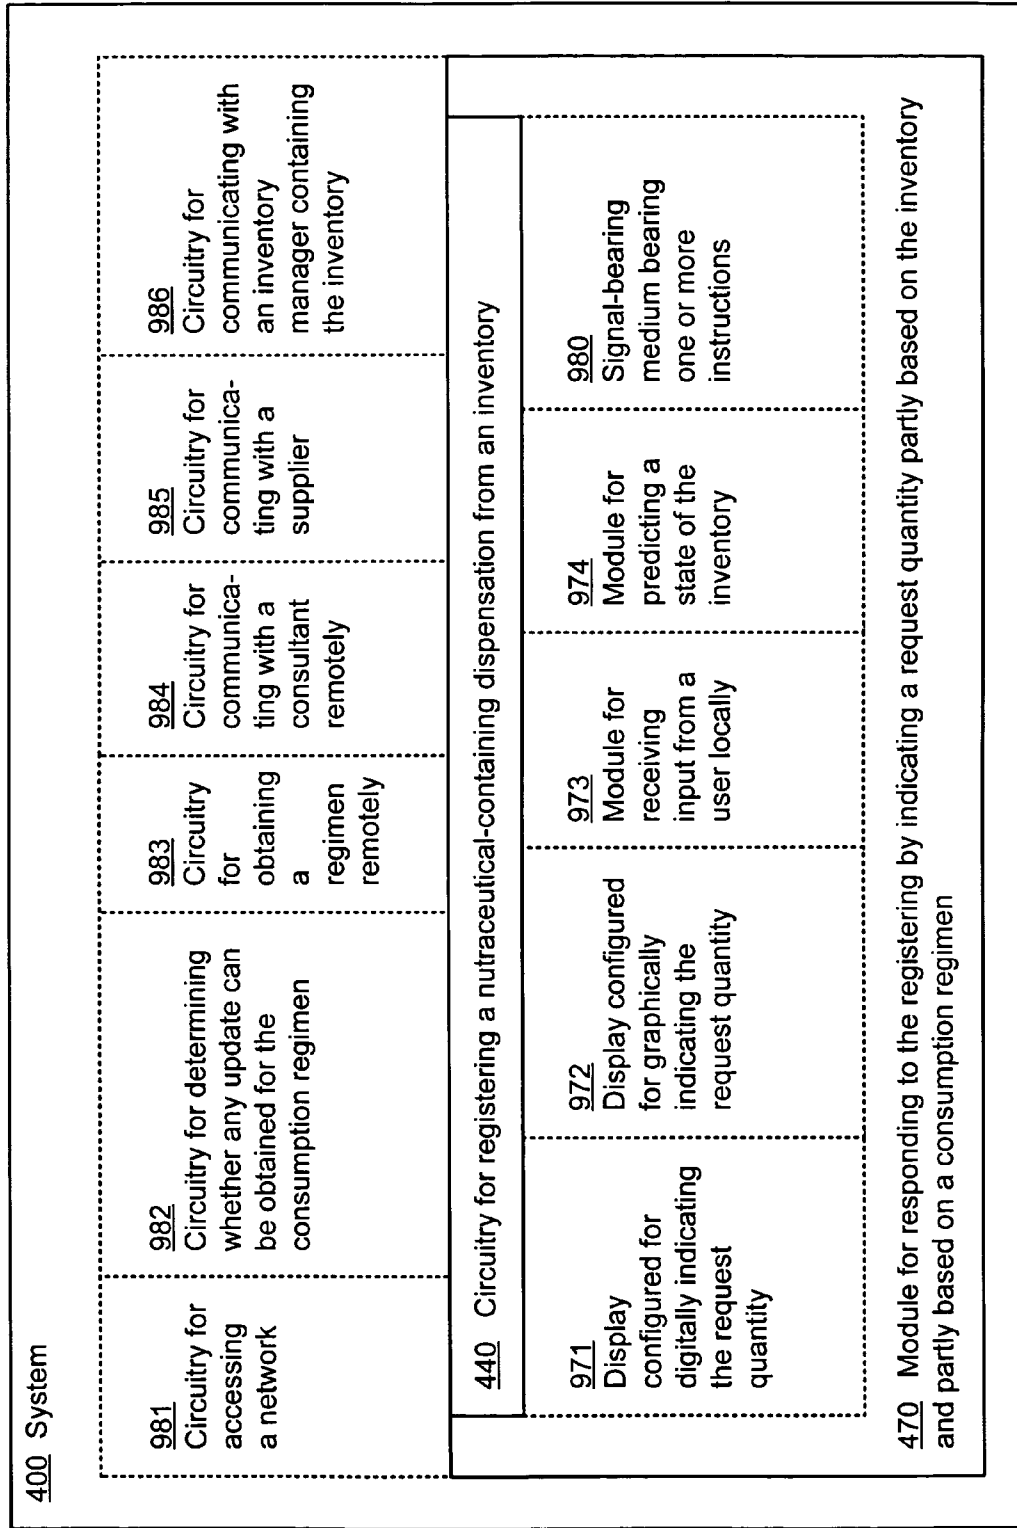 400 System
981
Circuitry for
accessing
a network
982
Circuitry for determining
whether any update can
be obtained for the
consumption regimen
983
Circuitry
for
obtaining
a
regimen
remotely
984
Circuitry for
communica-
ting with a
consultant
remotely
985
Circuitry for
communica-
ting with a
supplier
986
Circuitry for
communicating with
an inventory
manager containing
the inventory
440 Circuitry for registering a nutraceutical-containing dispensation from an inventory
971
Display
configured for
digitally indicating
the request
quantity
972
Display configured
for graphically
indicating the
request quantity
973
Module for
receiving
input from a
user locally
974
Module for
predicting a
state of the
inventory
980
Signal-bearing
medium bearing
one or more
instructions
470 Module for responding to the registering by indicating a request quantity partly based on the inventory
and partly based on a consumption regimen